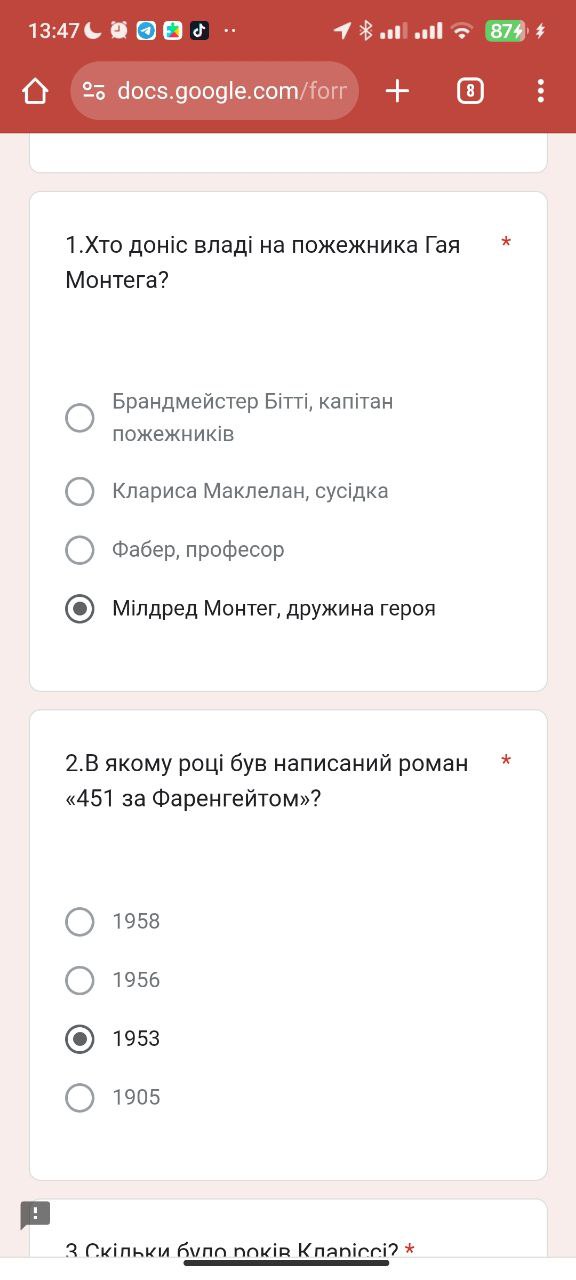 13:47
87
docs.google.com/forr
8
1.Хто доніс владі на пожежника Гая *
Монтега?
Брандмейстер Бітті, капітан
пожежників
Клариса Маклелан, сусідка
Фабер, професор
Мілдред Монтег, дружина героя
2.В якому році був написаний роман *
«451 за Фаренгейтом»?
1958
1956
1953
1905
3.Скільки було років Кларіссі? *